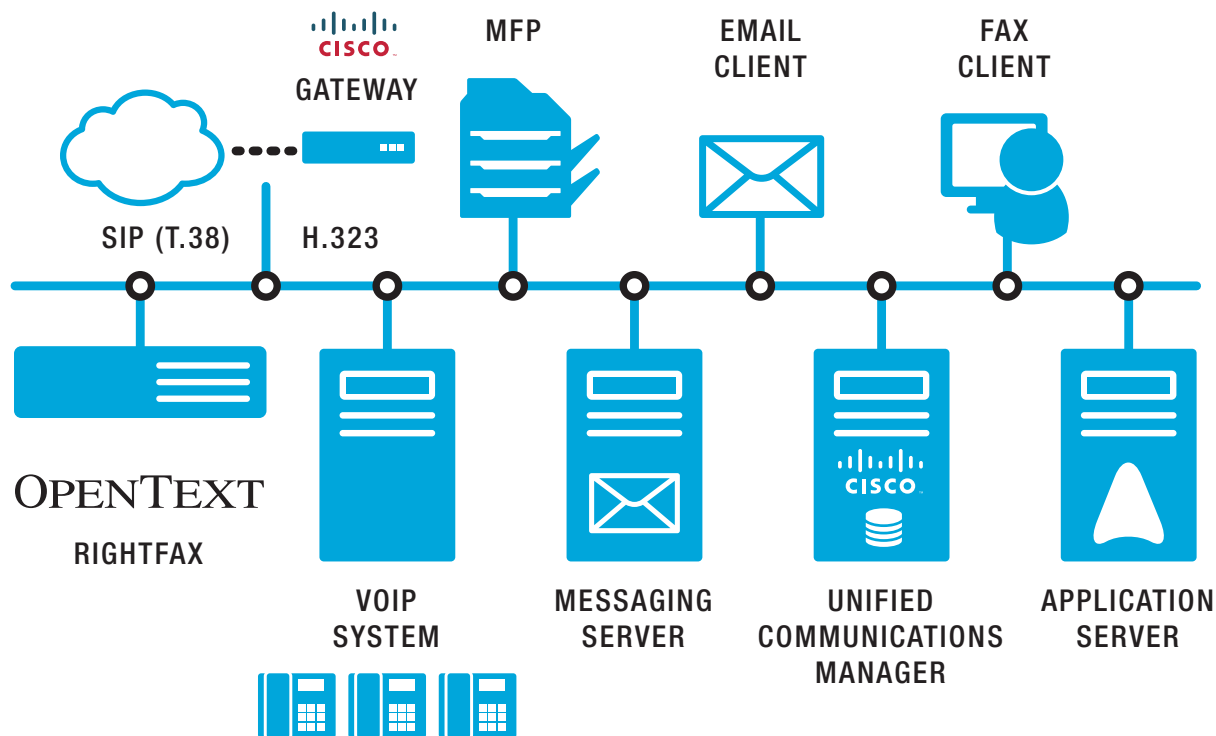 CISCO
GATEWAY
MFP
EMAIL
CLIENT
FAX
CLIENT
SIP (T.38)
H.323
OPENTEXT
RIGHTFAX
CISCO
VOIP
SYSTEM
MESSAGING
SERVER
UNIFIED
COMMUNICATIONS
MANAGER
APPLICATION
SERVER